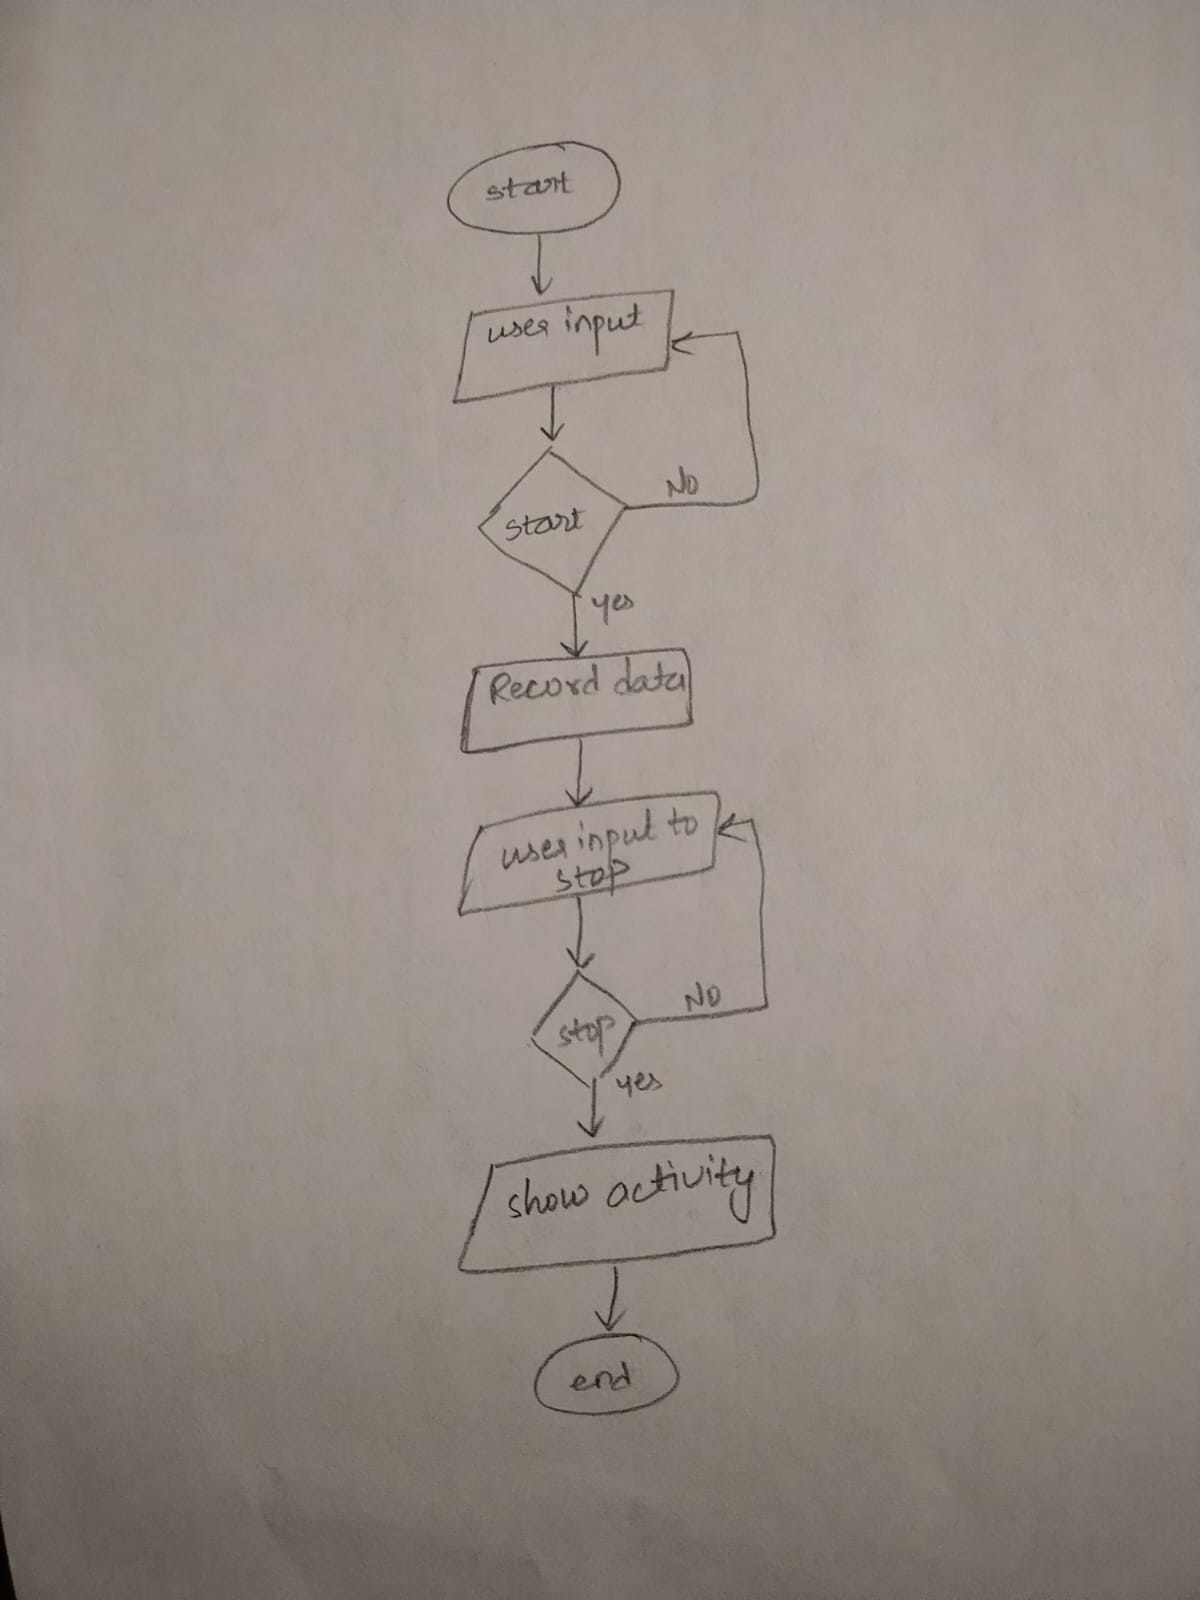 start
user input
start
No
yes
Record data
user input to
stop
stop
No
yes
show activity
end